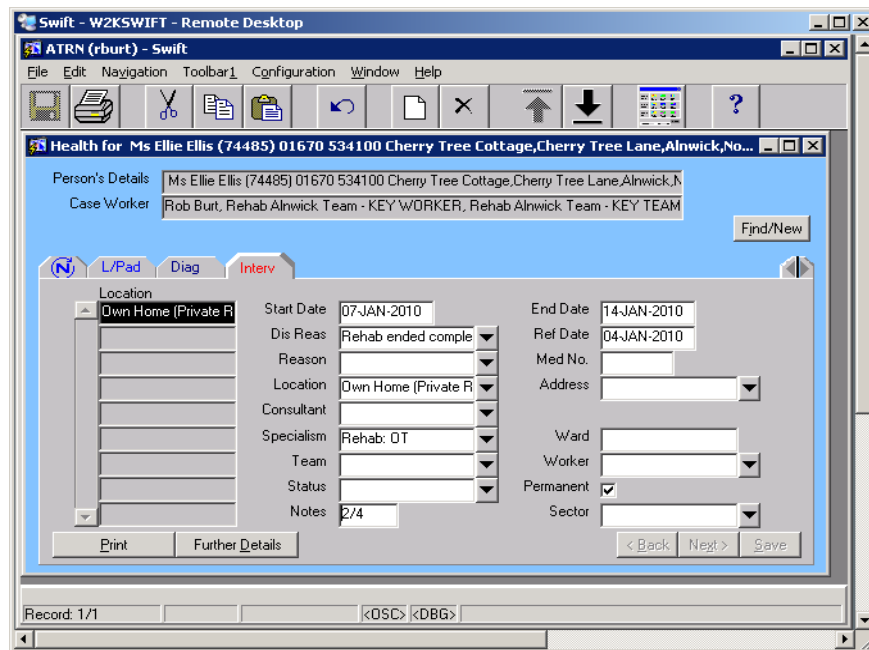 Swift - W2KSWIFT - Remote Desktop
ATRN (rburt) - Swift
File Edit Navigation Toolbar1 Configuration Window Help
?
Health for Ms Ellie Ellis (74485) 01670 534100 Cherry Tree Cottage,Cherry Tree Lane,Alnwick,No...
Person's Details Ms Ellie Ellis (74485) 01670 534100 Cherry Tree Cottage,Cherry Tree Lane,Alnwick,N
Case Worker Rob Burt, Rehab Alnwick Team - KEY WORKER, Rehab Alnwick Team - KEY TEAM
Find/New
N L/Pad Diag Interv
Location
Own Home (Private R Start Date 07-JAN-2010 End Date 14-JAN-2010
Dis Reas Rehab ended comple Ref Date 04-JAN-2010
Reason Med No.
Location Own Home (Private R Address
Consultant
Specialism Rehab: OT Ward
Team Worker
Status Permanent
Notes 2/4 Sector
Print Further Details < Back Next > Save
Record: 1/1 <OSC> <DBG>